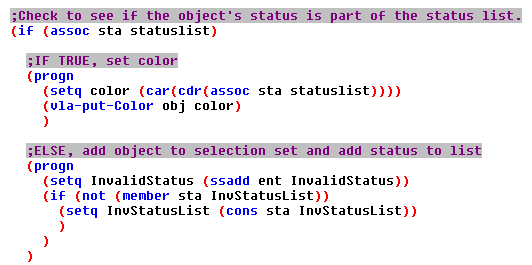 ;Check to see if the object's status is part of the status list.
(if (assoc sta statuslist)
;IF TRUE, set color
(progn
(setq color (car(cdr(assoc sta statuslist))))
(vla-put-Color obj color)
)
;ELSE, add object to selection set and add status to list
(progn
(setq InvalidStatus (ssadd ent InvalidStatus))
(if (not (member sta InvStatusList))
(setq InvStatusList (cons sta InvStatusList))
)
)
)